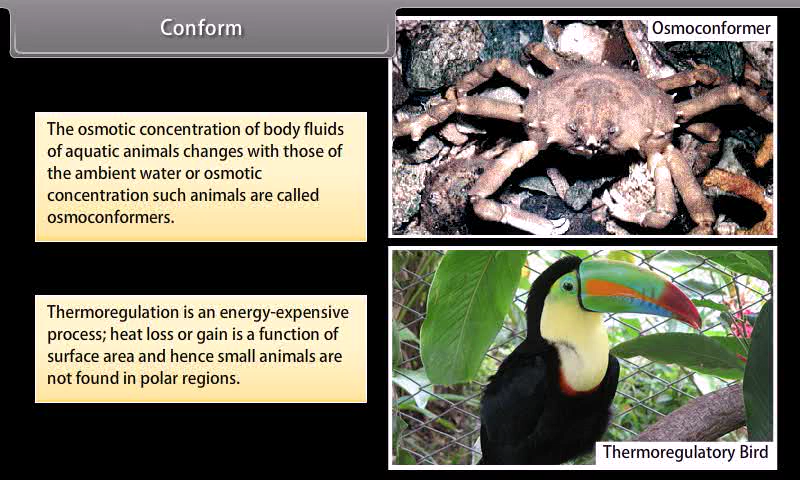 Conform
Osmoconformer
The osmotic concentration of body fluids
of aquatic animals changes with those of
the ambient water or osmotic
concentration such animals are called
osmoconformers.
Thermoregulation is an energy-expensive
process; heat loss or gain is a function of
surface area and hence small animals are
not found in polar regions.
Thermoregulatory Bird